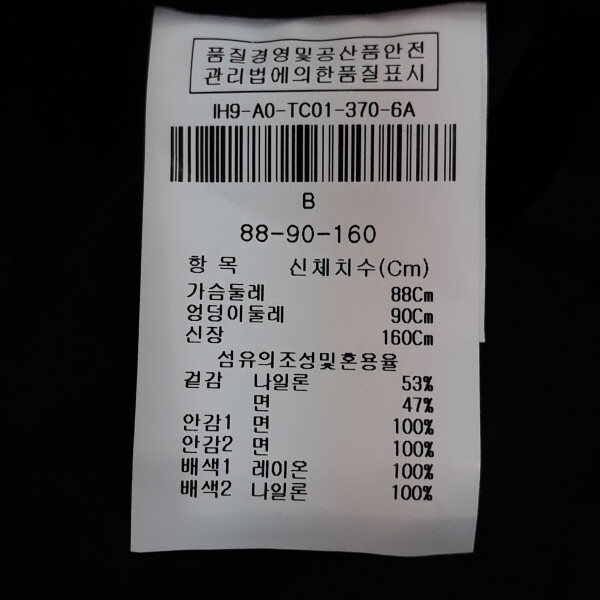 품질경영및공산품안전
관리법에의한품질표시
IH9-A0-TC01-370-6A
B
88-90-160
항 목 신체치수(Cm)
가슴둘레 88Cm
엉덩이둘레 90Cm
신장 160Cm
섬유의조성및혼용율
겉감 나일론 53%
면 47%
안감1 면 100%
안감2 면 100%
배색1 레이온 100%
배색2 나일론 100%